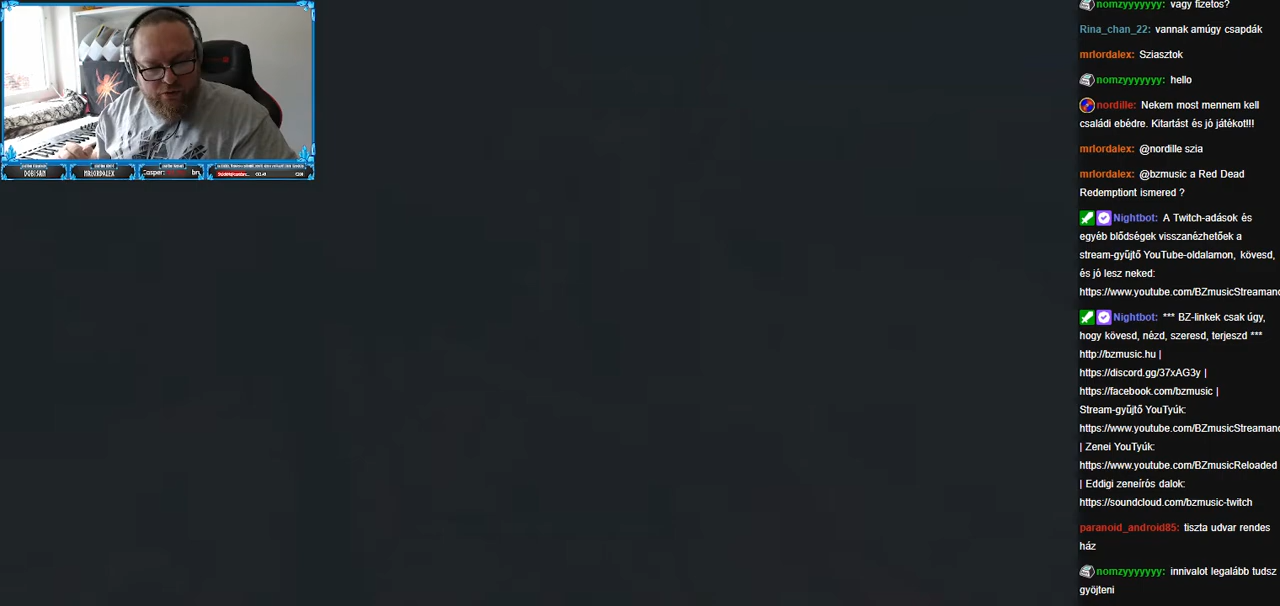 DOBISAM
MRLORDALEX
Casper:
nomzyyyyyyy: vagy fizetos?
Rina_chan_22: vannak amúgy csapdák
mrlordalex: Sziasztok
nomzyyyyyyy: hello
nordille: Nekem most mennem kell
családi ebédre. Kitartást és jó játékot!!!
mrlordalex: @nordille szia
mrlordalex: @bzmusic a Red Dead
Redemptiont ismered ?
Nightbot: A Twitch-adások és
egyéb blődségek visszanézhetőek a
stream-gyűjtő YouTube-oldalamon, kövesd,
és jó lesz neked:
https://www.youtube.com/BZmusicStreamand
Nightbot: *** BZ-linkek csak úgy,
hogy kövesd, nézd, szeresd, terjeszd ***
http://bzmusic.hu |
https://discord.gg/37xAG3y |
https://facebook.com/bzmusic |
Stream-gyűjtő YouTyúk:
https://www.youtube.com/BZmusicStreamand
| Zenei YouTyúk:
https://www.youtube.com/BZmusicReloaded
| Eddigi zeneírós dalok:
https://soundcloud.com/bzmusic-twitch
paranoid_android85: tiszta udvar rendes
ház
nomzyyyyyyy: innivalot legalább tudsz
gyöjteni